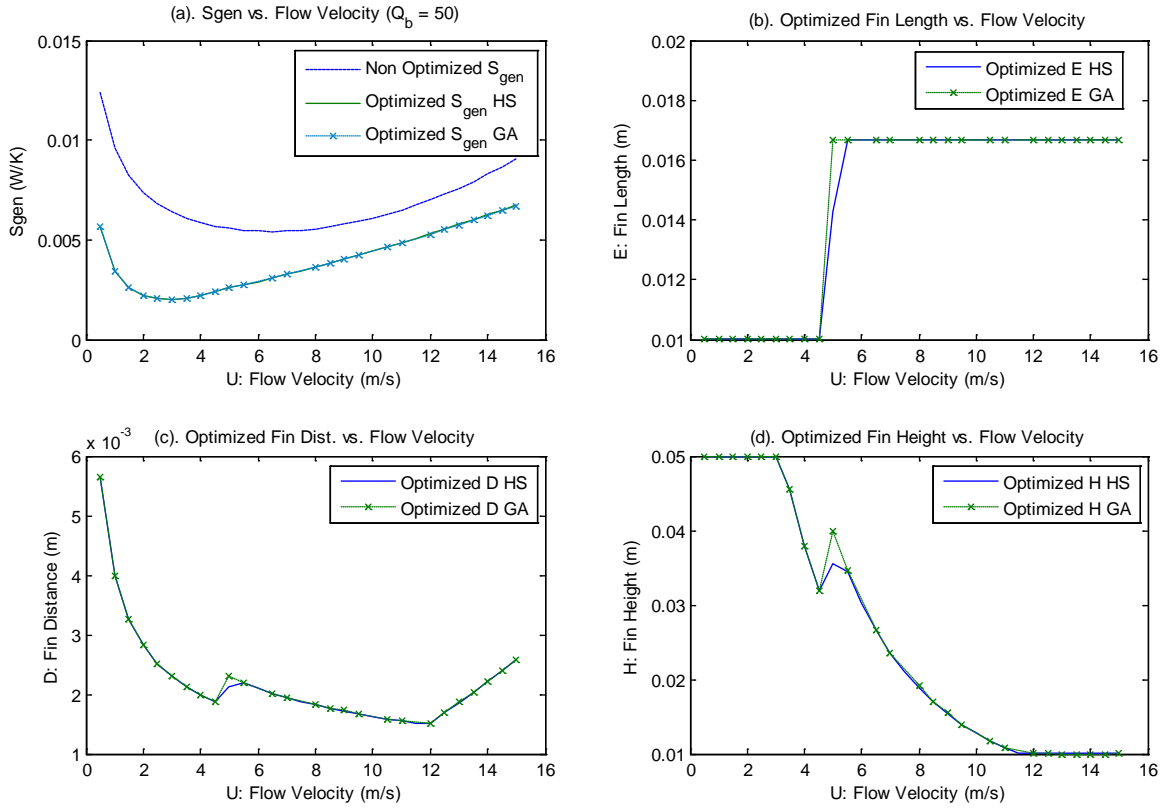 (a). Sgen vs. Flow Velocity (Q_b = 50)
0.015
0.01
0.005
0
Sgen (W/K)
Non Optimized S_gen
Optimized S_gen HS
Optimized S_gen GA
0 2 4 6 8 10 12 14 16
U: Flow Velocity (m/s)
(b). Optimized Fin Length vs. Flow Velocity
0.02
0.018
0.016
0.014
0.012
0.01
E: Fin Length (m)
Optimized E HS
Optimized E GA
0 2 4 6 8 10 12 14 16
U: Flow Velocity (m/s)
(c). Optimized Fin Dist. vs. Flow Velocity
x 10^-3
6
5
4
3
2
1
D: Fin Distance (m)
Optimized D HS
Optimized D GA
0 2 4 6 8 10 12 14 16
U: Flow Velocity (m/s)
(d). Optimized Fin Height vs. Flow Velocity
0.05
0.04
0.03
0.02
0.01
H: Fin Height (m)
Optimized H HS
Optimized H GA
0 2 4 6 8 10 12 14 16
U: Flow Velocity (m/s)